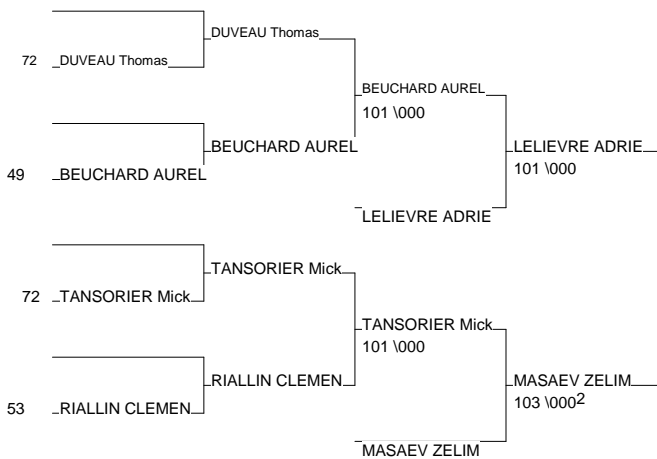 DUVEAU Thomas
72 DUVEAU Thomas
BEUCHARD AUREL
101 \000
BEUCHARD AUREL
LELIEVRE ADRIE
101 \000
49 BEUCHARD AUREL
LELIEVRE ADRIE
TANSORIER Mick
72 TANSORIER Mick
TANSORIER Mick
101 \000
RIALLIN CLEMEN
MASAEV ZELIM
103 \000²
53 RIALLIN CLEMEN
MASAEV ZELIM